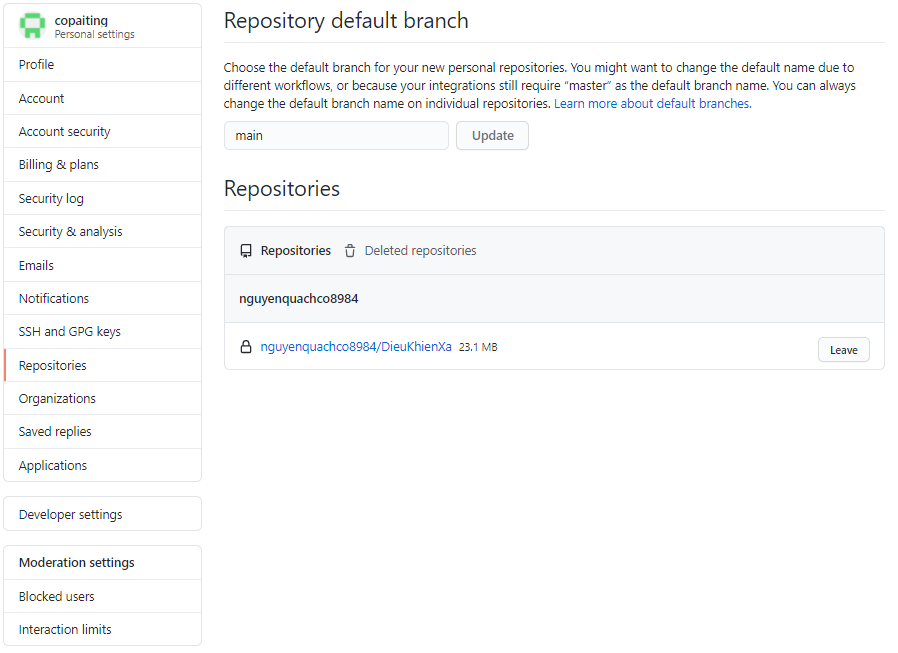 copaiting
Personal settings
Profile
Account
Account security
Billing & plans
Security log
Security & analysis
Emails
Notifications
SSH and GPG keys
Repositories
Organizations
Saved replies
Applications
Developer settings
Moderation settings
Blocked users
Interaction limits
Repository default branch
Choose the default branch for your new personal repositories. You might want to change the default name due to
different workflows, or because your integrations still require “master” as the default branch name. You can always
change the default branch name on individual repositories. Learn more about default branches.
main
Update
Repositories
Repositories
Deleted repositories
nguyenquachco8984
nguyenquachco8984/DieuKhienXa 23.1 MB
Leave